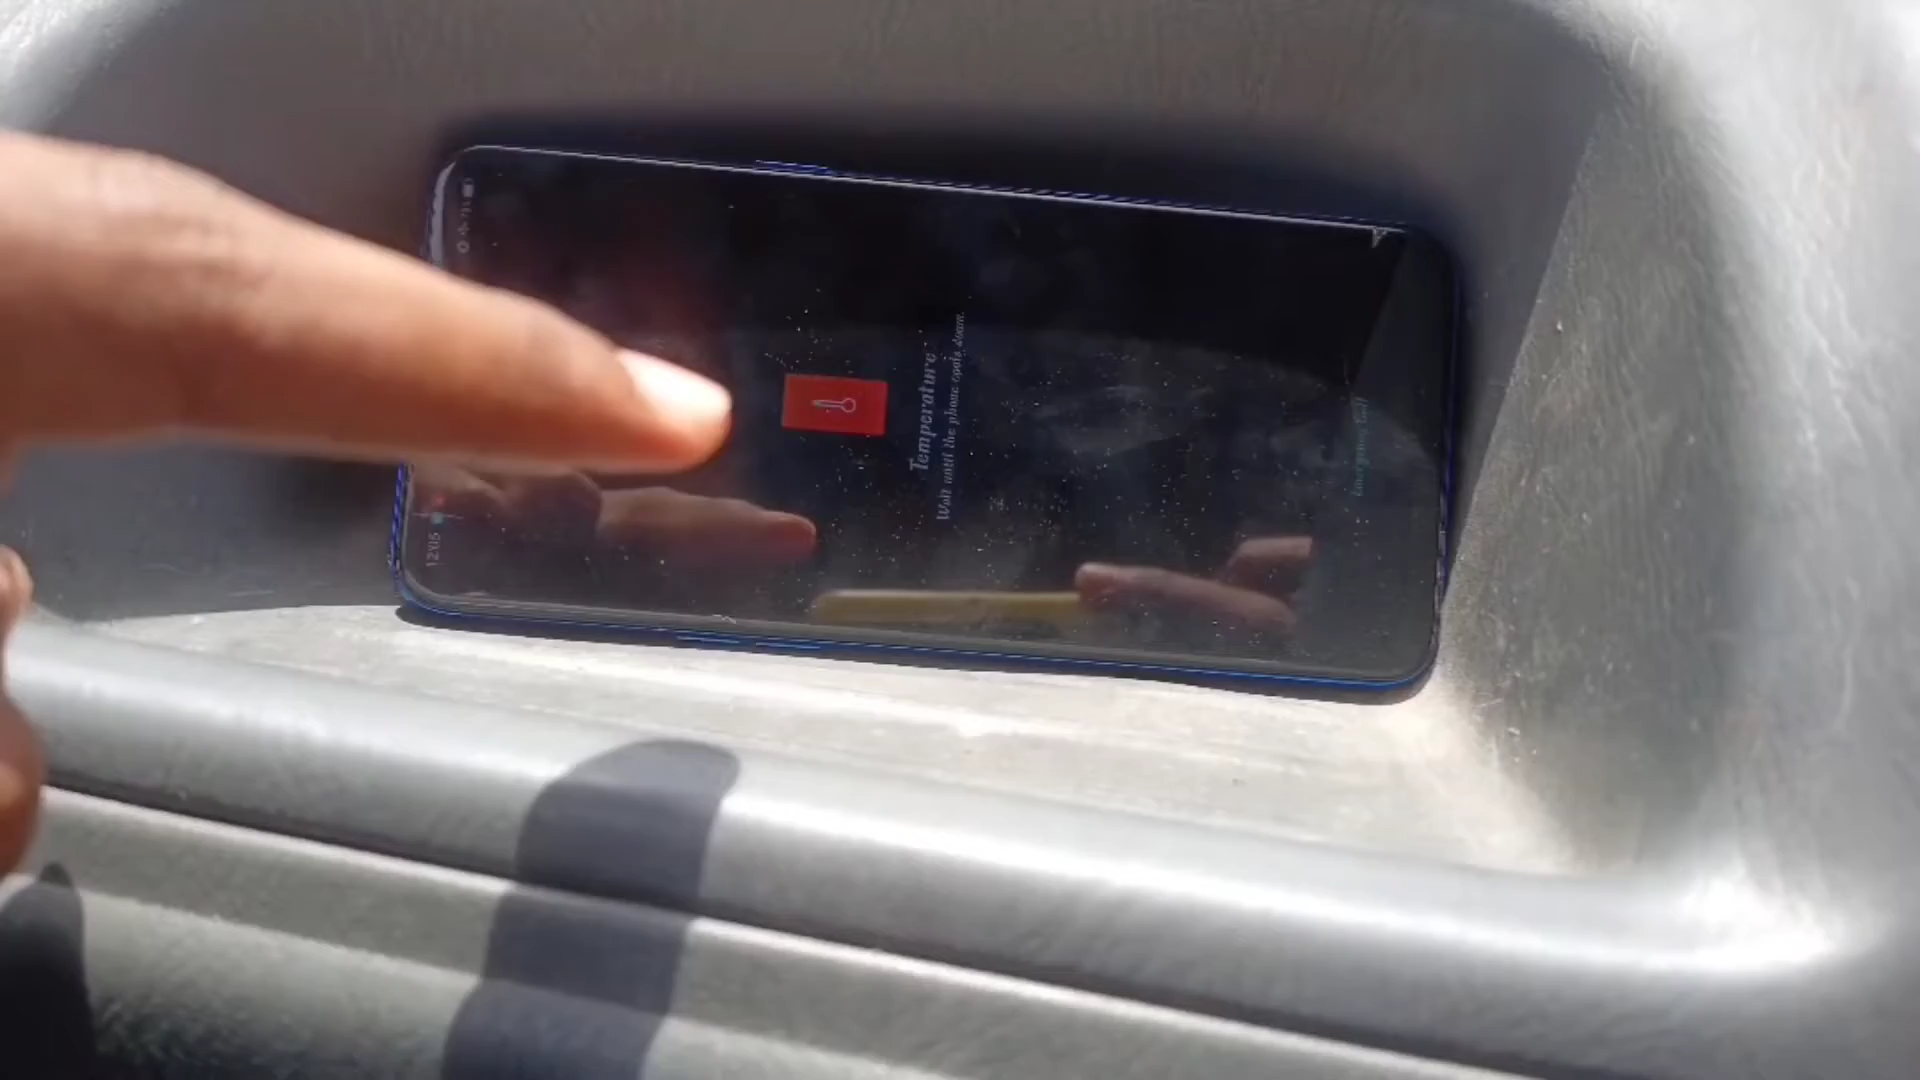 12:05
Temperature
Wait until the phone cools down.
Emergency Call